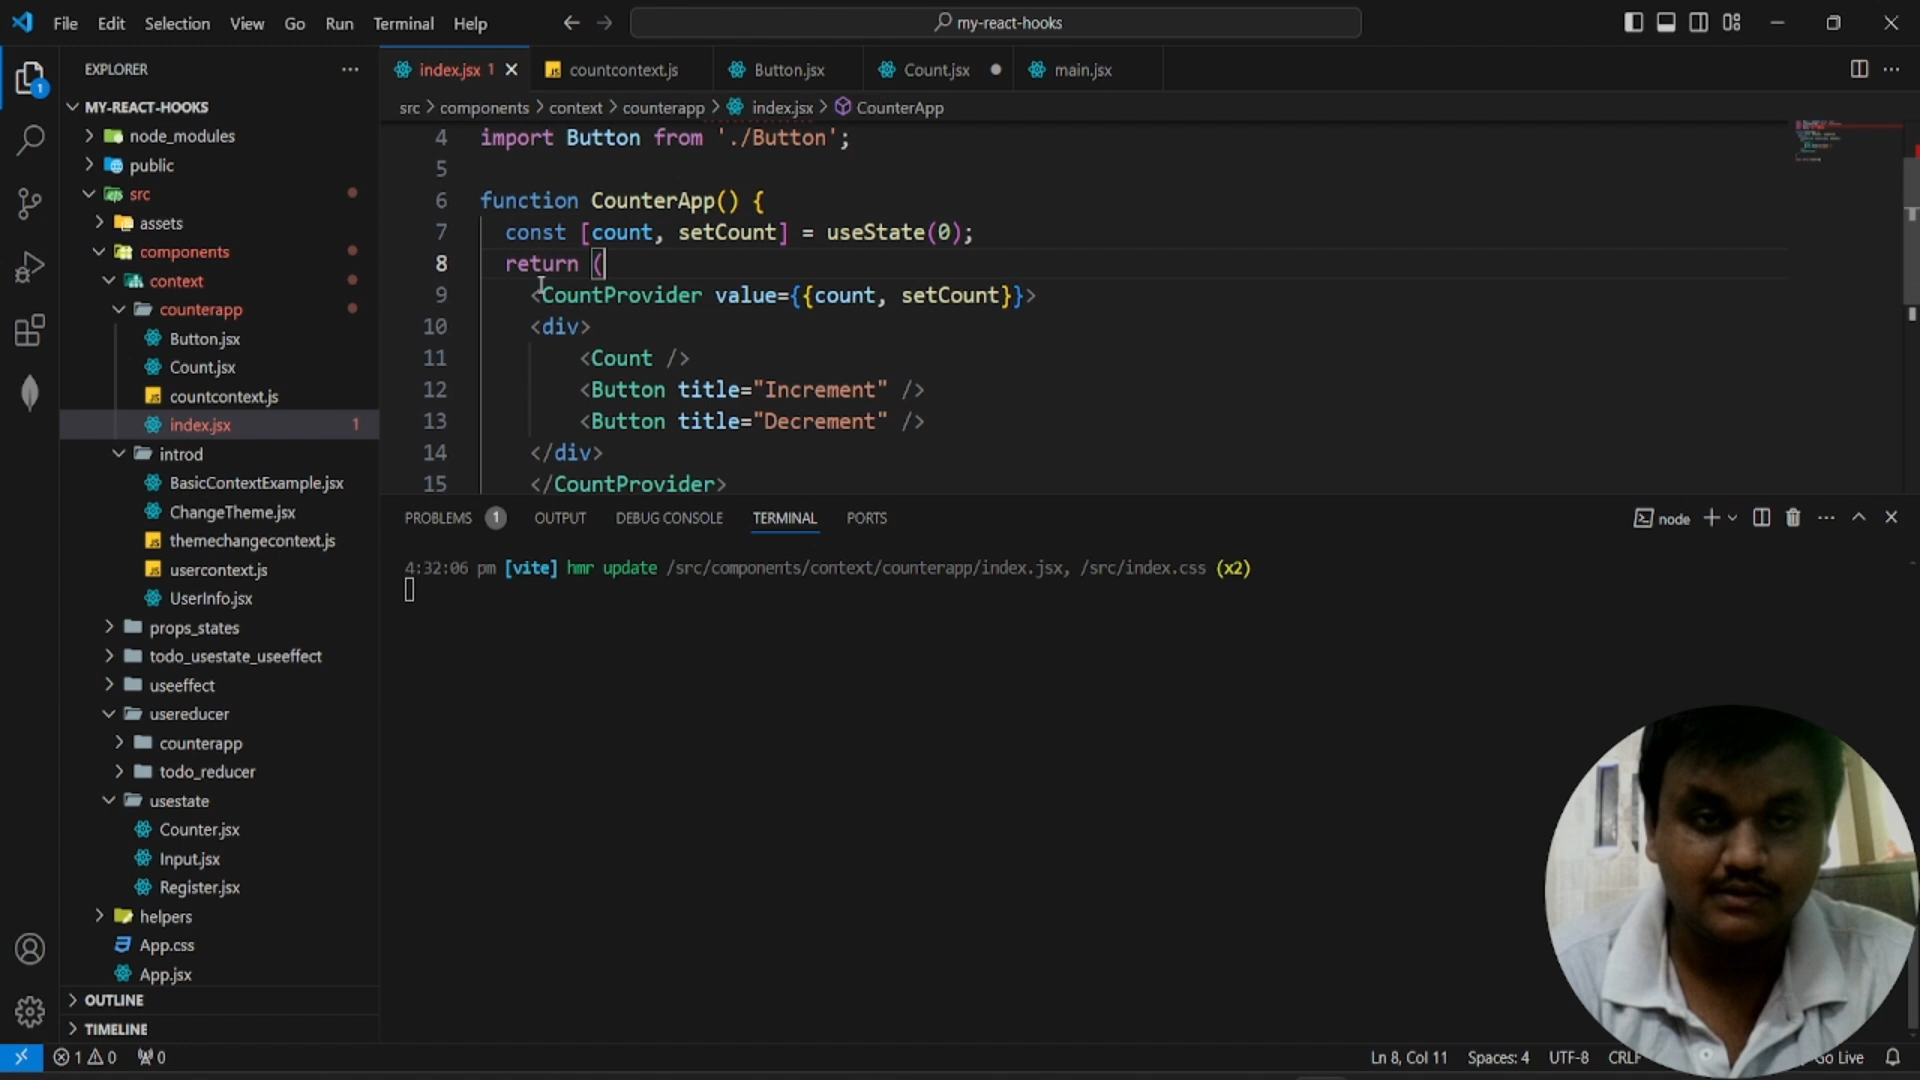 File Edit Selection View Go Run Terminal Help
my-react-hooks
EXPLORER
index.jsx 1
countcontext.js
Button.jsx
Count.jsx
main.jsx
src > components > context > counterapp > index.jsx > CounterApp
1
MY-REACT-HOOKS
node_modules
public
src
assets
components
context
counterapp
Button.jsx
Count.jsx
countcontext.js
index.jsx 1
introd
BasicContextExample.jsx
ChangeTheme.jsx
themechangecontext.js
usercontext.js
UserInfo.jsx
props_states
todo_usestate_useeffect
useeffect
usereducer
counterapp
todo_reducer
usestate
Counter.jsx
Input.jsx
Register.jsx
helpers
App.css
App.jsx
OUTLINE
TIMELINE
4 import Button from './Button';
5
6 function CounterApp() {
7 const [count, setCount] = useState(0);
8 return (
9 <CountProvider value={{count, setCount}}>
10 <div>
11 <Count />
12 <Button title="Increment" />
13 <Button title="Decrement" />
14 </div>
15 </CountProvider>
PROBLEMS 1 OUTPUT DEBUG CONSOLE TERMINAL PORTS
node
4:32:06 pm [vite] hmr update /src/components/context/counterapp/index.jsx, /src/index.css (x2)
1 0 0
Ln 8, Col 11 Spaces: 4 UTF-8 CRLF Go Live